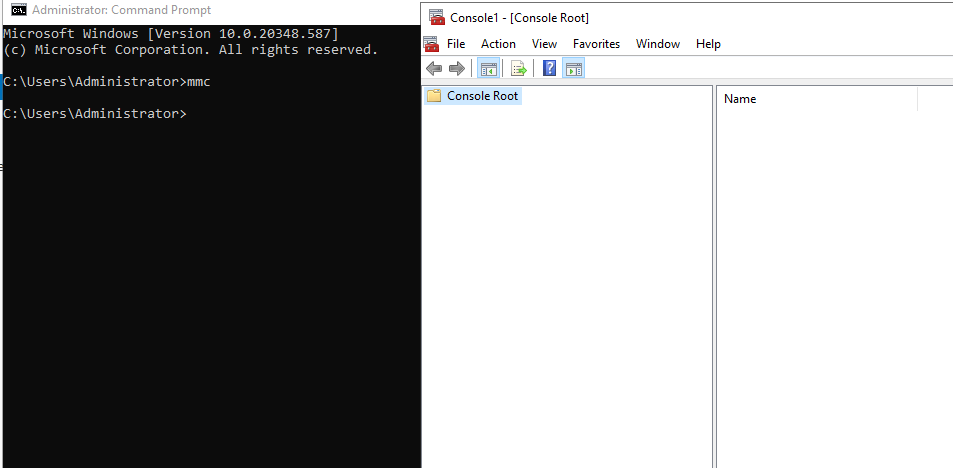 Administrator: Command Prompt
Microsoft Windows [Version 10.0.20348.587]
(c) Microsoft Corporation. All rights reserved.
C:\Users\Administrator>mmc
C:\Users\Administrator>
Console1 - [Console Root]
File Action View Favorites Window Help
Console Root
Name